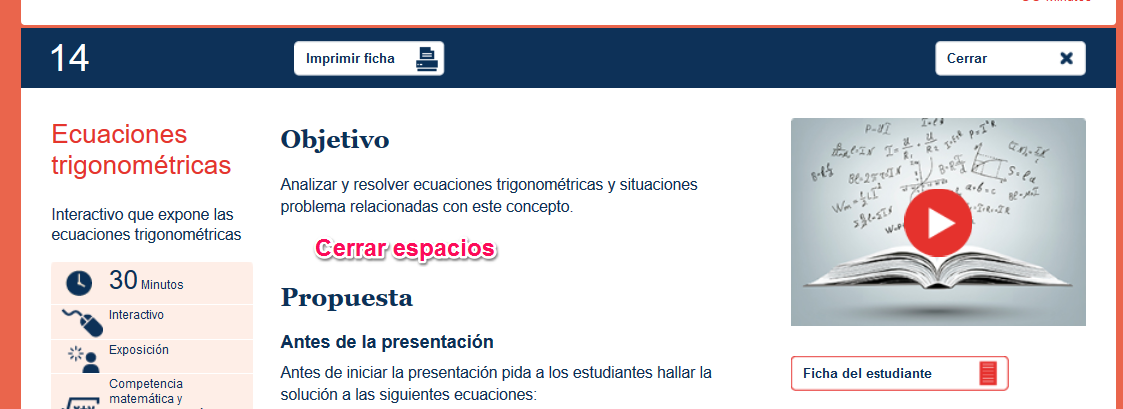 14
Imprimir ficha
Cerrar
Ecuaciones
trigonométricas
Interactivo que expone las
ecuaciones trigonométricas
30 Minutos
Interactivo
Exposición
Competencia
matemática y
Objetivo
Analizar y resolver ecuaciones trigonométricas y situaciones
problema relacionadas con este concepto.
Cerrar espacios
Propuesta
Antes de la presentación
Antes de iniciar la presentación pida a los estudiantes hallar la
solución a las siguientes ecuaciones:
Ficha del estudiante